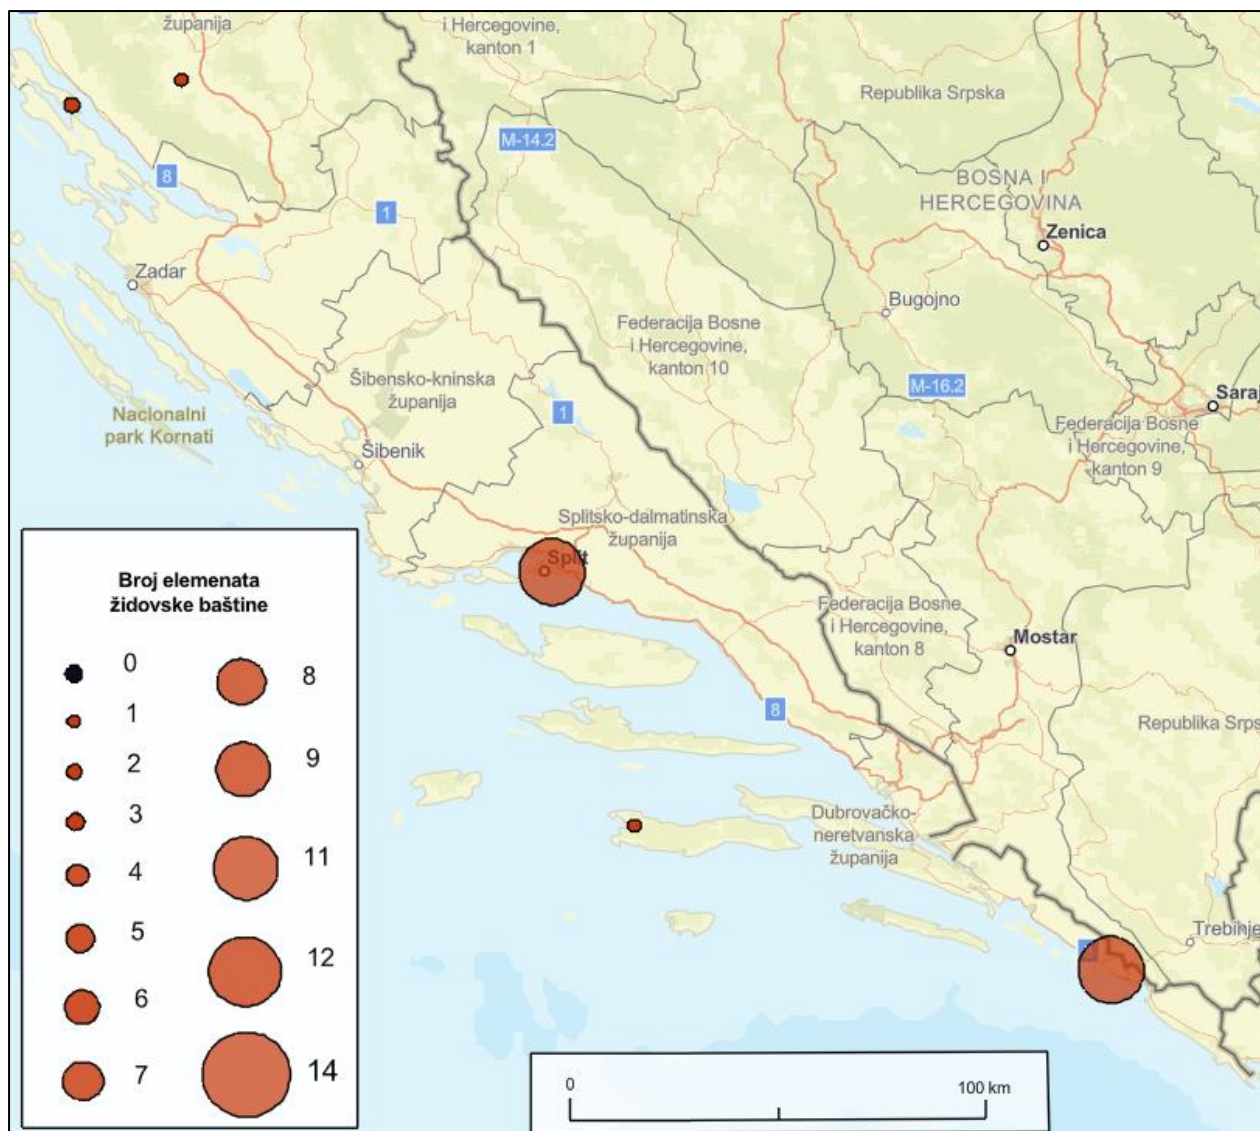 županija
i Hercegovine,
kanton 1
Republika Srpska
M-14.2
8
1
BOSNA I
HERCEGOVINA
Zenica
Zadar
Bugojno
Federacija Bosne
i Hercegovine,
kanton 10
Šibensko-kninska
županija
M-16.2
Saraj
Nacionalni
park Kornati
1
Federacija Bosne
i Hercegovine,
kanton 9
Šibenik
Splitsko-dalmatinska
županija
Split
Federacija Bosne
i Hercegovine,
kanton 8
Mostar
8
Republika Srps
Dubrovačko-
neretvanska
županija
Trebinje
Broj elemenata
židovske baštine
0
1
2
3
4
5
6
7
8
9
11
12
14
0
100 km